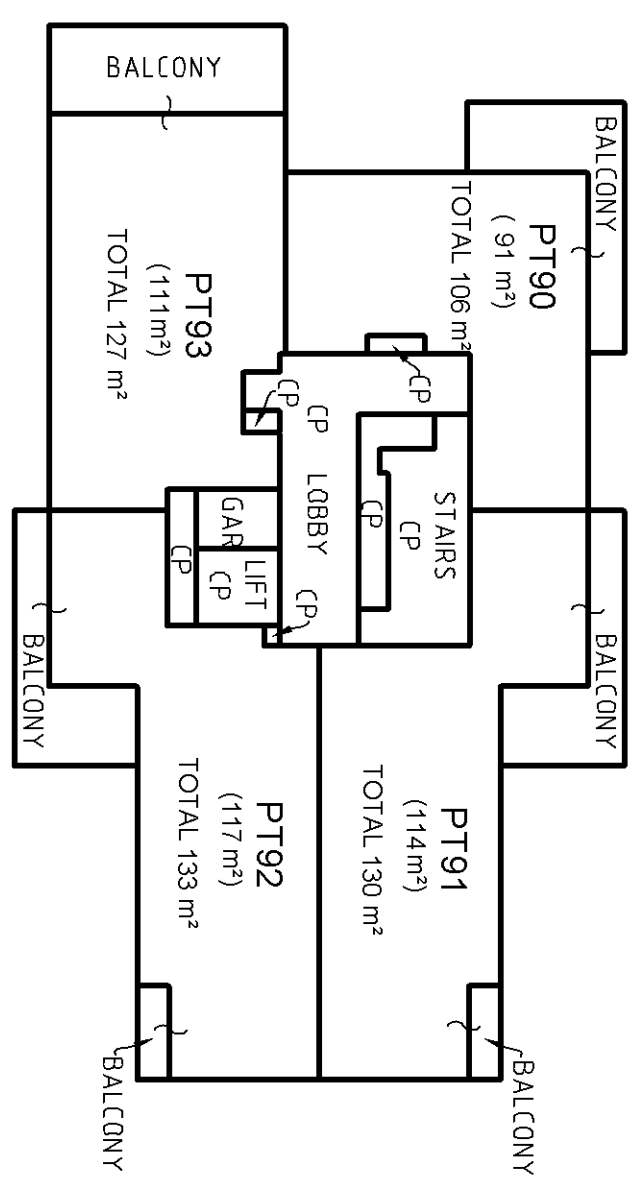 BALCONY
BALCONY
PT90
( 91 m²)
TOTAL 106 m²
PT93
(111m²)
TOTAL 127 m²
CP
CP
CP
LOBBY
CP
STAIRS
CP
GAR
CP
LIFT
CP
CP
BALCONY
BALCONY
PT91
(114 m²)
TOTAL 130 m²
PT92
(117 m²)
TOTAL 133 m²
BALCONY
BALCONY